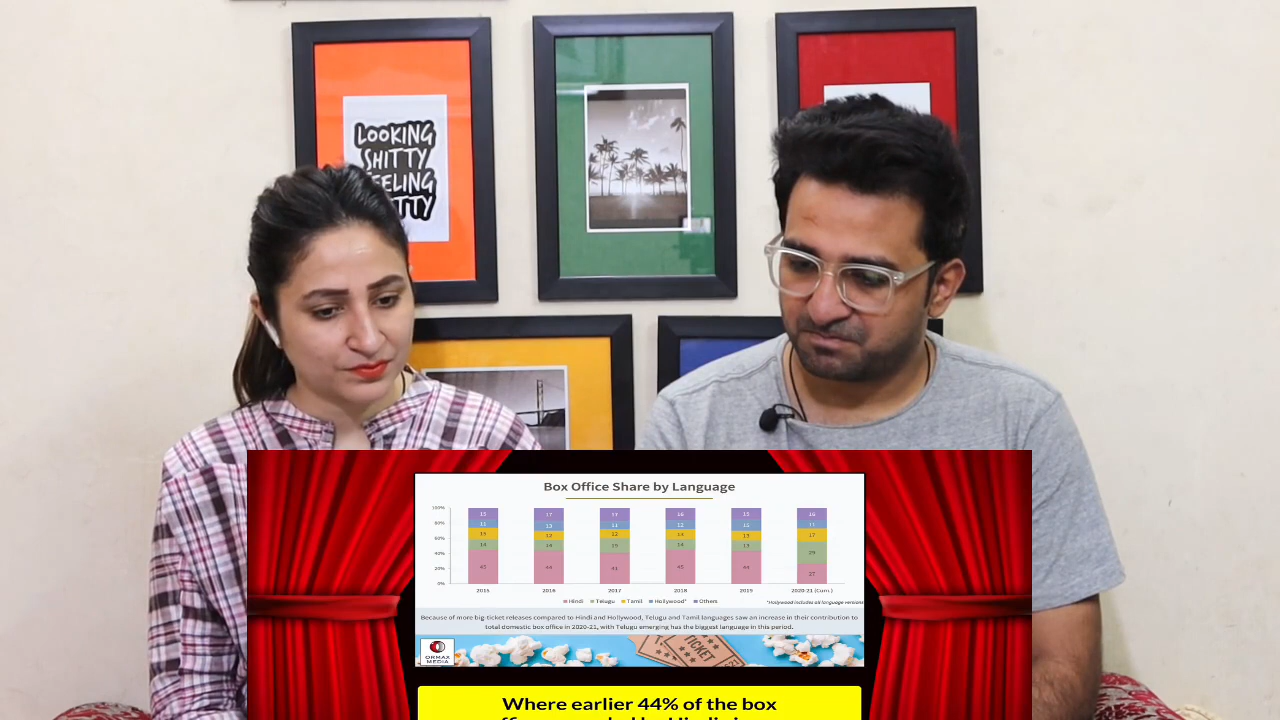 LOOKING
SHITTY
FEELING
TTY
Box Office Share by Language
100%
80%
60%
40%
20%
0%
15 17 17 16 15 16
11 13 11 12 15 11
13 12 12 14 13 17
14 14 13 29
44 41 45 44 27
2015 2016 2017 2018 2019 2020-21 (Cum.)
Hindi Telugu Tamil Hollywood* Others
*Hollywood includes all language versions
Because of more big-ticket releases compared to Hindi and Hollywood, Telugu and Tamil languages saw an increase in their contribution to
total domestic box office in 2020-21, with Telugu emerging has the biggest language in this period.
ORMAX
MEDIA
TICKET
Where earlier 44% of the box